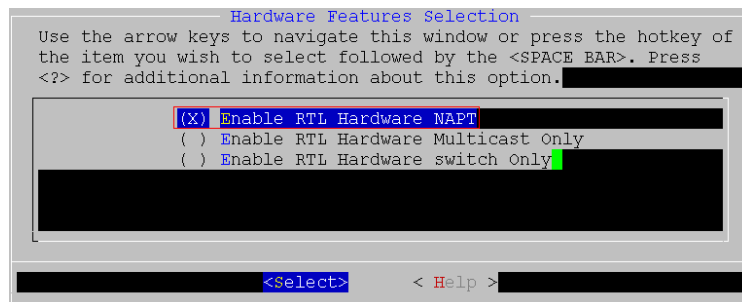 Hardware Features Selection
Use the arrow keys to navigate this window or press the hotkey of
the item you wish to select followed by the <SPACE BAR>. Press
<?> for additional information about this option.
(X) Enable RTL Hardware NAPT
( ) Enable RTL Hardware Multicast Only
( ) Enable RTL Hardware switch Only
<Select> < Help >